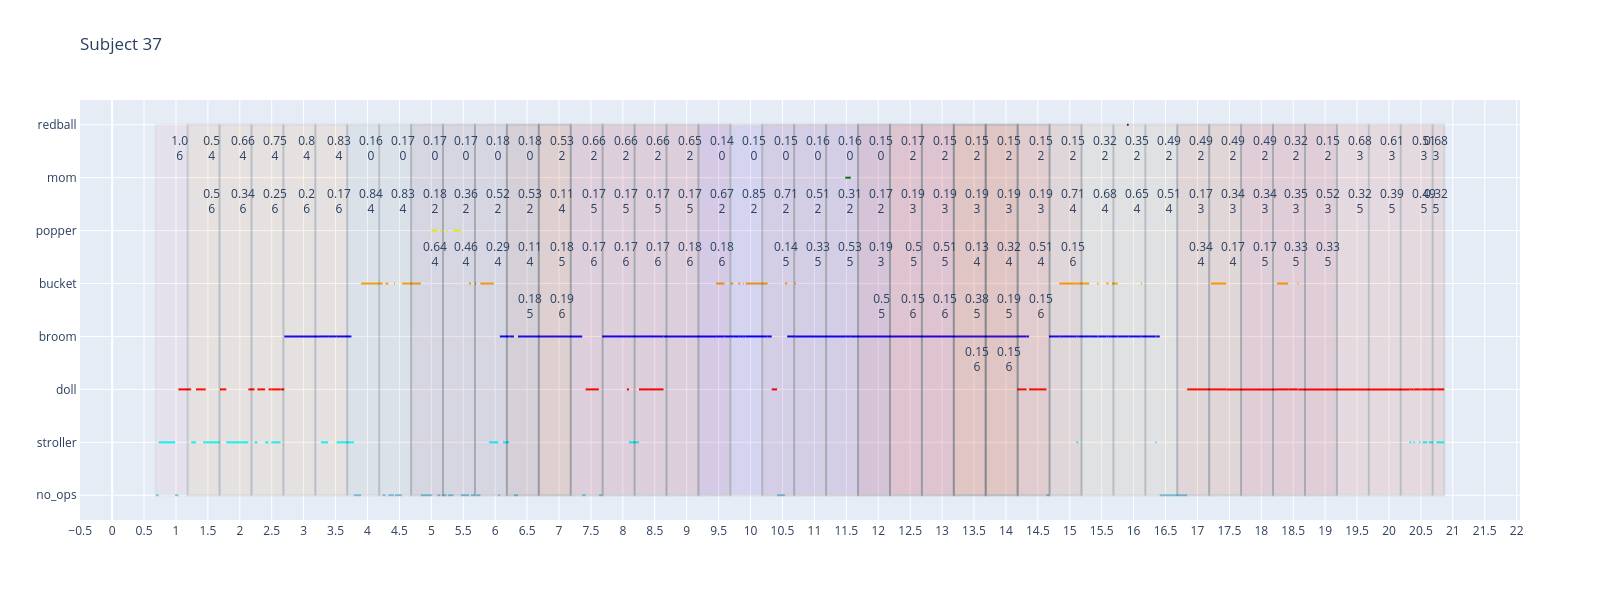 Subject 37
redball
1.0 0.5 0.66 0.75 0.8 0.83 0.16 0.17 0.17 0.17 0.18 0.18 0.53 0.66 0.66 0.66 0.65 0.14 0.15 0.15 0.16 0.16 0.15 0.17 0.15 0.15 0.15 0.15 0.15 0.32 0.35 0.49 0.49 0.49 0.49 0.32 0.15 0.68 0.61 0.5 0.68
6 4 4 4 4 4 0 0 0 0 0 0 2 2 2 2 2 0 0 0 0 0 0 2 2 2 2 2 2 2 2 2 2 2 2 2 2 3 3 3 3
mom
0.5 0.34 0.25 0.2 0.17 0.84 0.83 0.18 0.36 0.52 0.53 0.11 0.17 0.17 0.17 0.17 0.67 0.85 0.71 0.51 0.31 0.17 0.19 0.19 0.19 0.19 0.19 0.71 0.68 0.65 0.51 0.17 0.34 0.34 0.35 0.52 0.32 0.39 0.49 0.32
6 6 6 6 6 4 4 2 2 2 2 4 5 5 5 5 2 2 2 2 2 2 3 3 3 3 3 4 4 4 4 3 3 3 3 3 5 5 5 5
popper
0.64 0.46 0.29 0.11 0.18 0.17 0.17 0.17 0.18 0.18 0.14 0.33 0.53 0.19 0.5 0.51 0.13 0.32 0.51 0.15 0.34 0.17 0.17 0.33 0.33
4 4 4 4 5 6 6 6 6 6 5 5 5 3 5 5 4 4 4 6 4 4 5 5 5
bucket
0.18 0.19 0.5 0.15 0.15 0.38 0.19 0.15
5 6 5 6 6 5 5 6
broom
0.15 0.15
6 6
doll
stroller
no_ops
−0.5 0 0.5 1 1.5 2 2.5 3 3.5 4 4.5 5 5.5 6 6.5 7 7.5 8 8.5 9 9.5 10 10.5 11 11.5 12 12.5 13 13.5 14 14.5 15 15.5 16 16.5 17 17.5 18 18.5 19 19.5 20 20.5 21 21.5 22